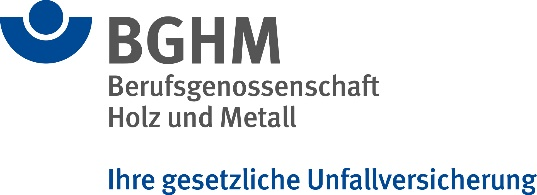 BGHM
Berufsgenossenschaft
Holz und Metall
Ihre gesetzliche Unfallversicherung